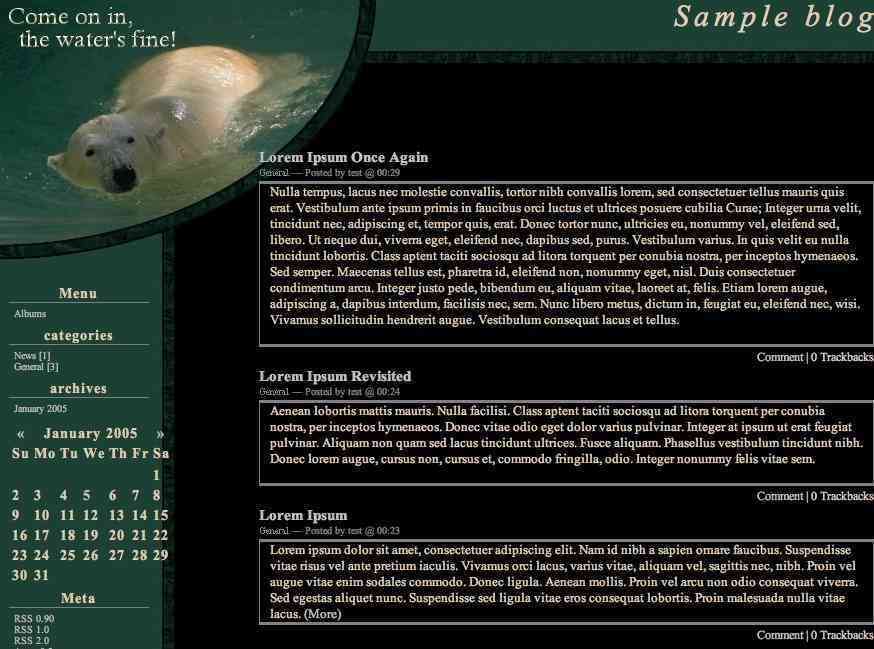 Come on in,
the water's fine!
Sample blog
Lorem Ipsum Once Again
General — Posted by test @ 00:29
Nulla tempus, lacus nec molestie convallis, tortor nibh convallis lorem, sed consectetuer tellus mauris quis
erat. Vestibulum ante ipsum primis in faucibus orci luctus et ultrices posuere cubilia Curae; Integer urna velit,
tincidunt nec, adipiscing et, tempor quis, erat. Donec tortor nunc, ultricies eu, nonummy vel, eleifend sed,
libero. Ut neque dui, viverra eget, eleifend nec, dapibus sed, purus. Vestibulum varius. In quis velit eu nulla
tincidunt varius. Class aptent taciti sociosqu ad litora torquent per conubia nostra, per inceptos hymenaeos.
Sed semper. Maecenas tellus est, pharetra id, eleifend non, nonummy eget, nisl. Duis consectetuer
condimentum arcu. Integer justo pede, bibendum eu, aliquam vitae, laoreet at, felis. Etiam lorem augue,
adipiscing a, dapibus interdum, facilisis nec, sem. Nunc libero metus, dictum in, feugiat eu, eleifend nec, wisi.
Vivamus sollicitudin hendrerit augue. Vestibulum consequat lacus et tellus.
Comment | 0 Trackbacks
Lorem Ipsum Revisited
General — Posted by test @ 00:24
Aenean lobortis mattis mauris. Nulla facilisi. Class aptent taciti sociosqu ad litora torquent per conubia
nostra, per inceptos hymenaeos. Donec vitae odio eget dolor varius pulvinar. Integer at ipsum ut erat feugiat
pulvinar. Aliquam non quam sed lacus tincidunt ultrices. Fusce aliquam. Phasellus vestibulum tincidunt nibh.
Donec lorem augue, cursus non, cursus et, commodo fringilla, odio. Integer nonummy felis vitae sem.
Comment | 0 Trackbacks
Lorem Ipsum
General — Posted by test @ 00:23
Lorem ipsum dolor sit amet, consectetuer adipiscing elit. Nam id nibh a sapien ornare faucibus. Suspendisse
vitae risus vel ante pretium iaculis. Vivamus orci lacus, varius vitae, aliquam vel, sagittis nec, nibh. Proin vel
augue vitae enim sodales commodo. Donec ligula. Aenean mollis. Proin vel arcu non odio consequat viverra.
Sed egestas aliquet nunc. Suspendisse sed ligula vitae eros consequat lobortis. Proin malesuada nulla vitae
lacus. (More)
Comment | 0 Trackbacks
Menu
Albums
categories
News [1]
General [3]
archives
January 2005
« January 2005 »
Su Mo Tu We Th Fr Sa
1
2 3 4 5 6 7 8
9 10 11 12 13 14 15
16 17 18 19 20 21 22
23 24 25 26 27 28 29
30 31
Meta
RSS 0.90
RSS 1.0
RSS 2.0